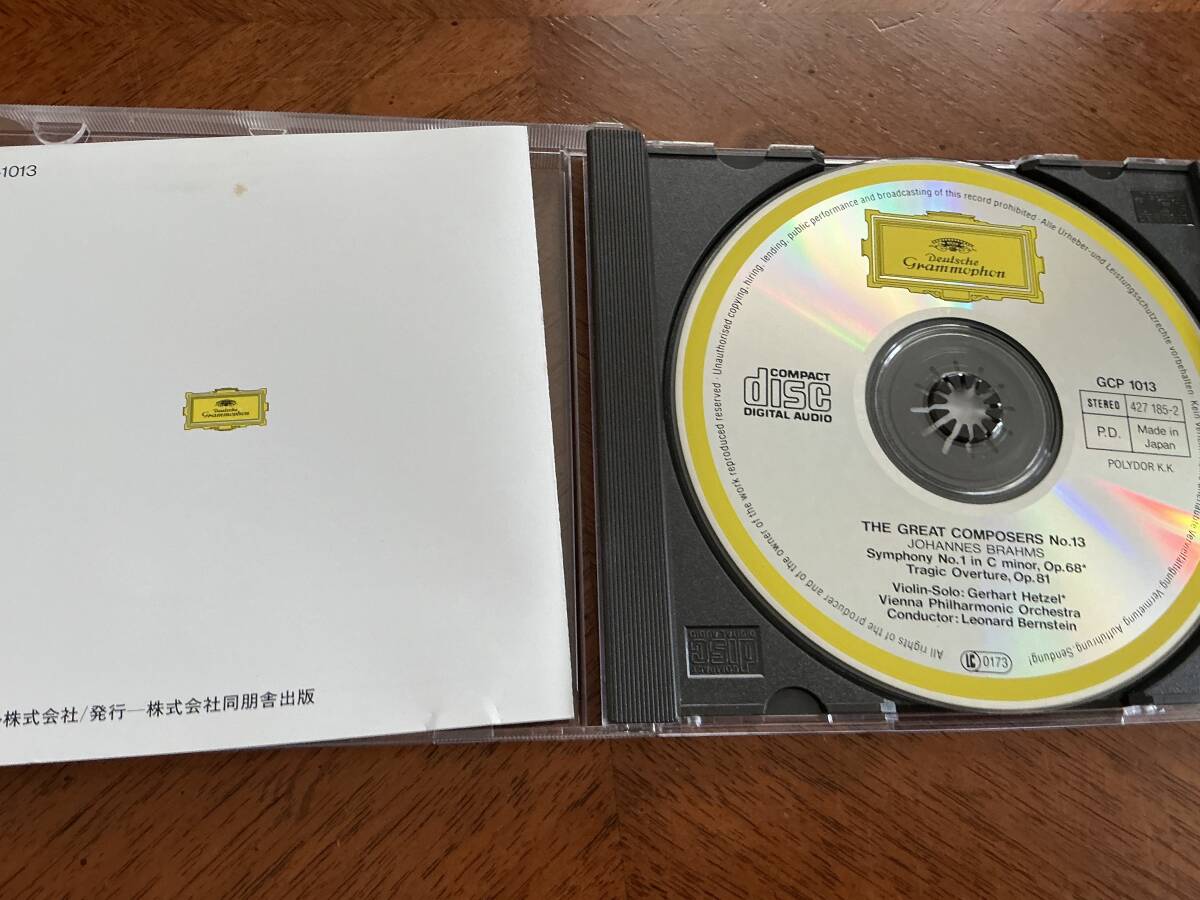 -1013
Deutsche
Grammophon
株式会社/発行—株式会社同朋舎出版
Unauthorised copying, hiring, lending, public performance and broadcasting of this record prohibited · Alle Urheber-und Leistungsschutzrechte vorbehalten
Vervielfältigung, Vermietung, Aufführung, Sendung!
All rights of the producer and of the owner of the work reproduced reserved ·
Deutsche
Grammophon
COMPACT
disc
DIGITAL AUDIO
GCP 1013
STEREO
427 185-2
P.D.
Made in
Japan
POLYDOR K.K
THE GREAT COMPOSERS No.13
JOHANNES BRAHMS
Symphony No.1 in C minor, Op.68*
Tragic Overture, Op.81
Violin-Solo: Gerhart Hetzel*
Vienna Philharmonic Orchestra
Conductor: Leonard Bernstein
LC 0173